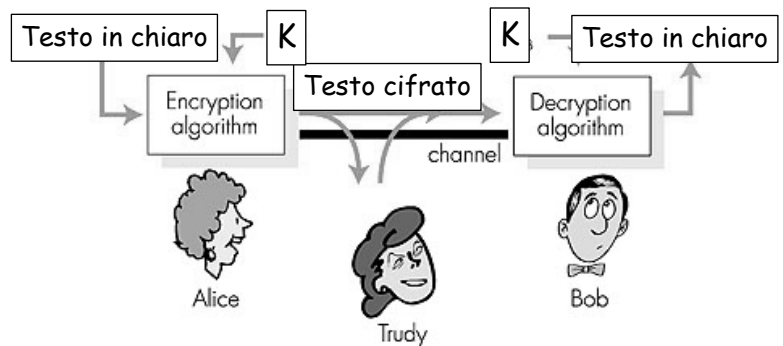 Testo in chiaro
K
K
Testo in chiaro
Testo cifrato
Encryption
algorithm
Decryption
algorithm
channel
Alice
Trudy
Bob